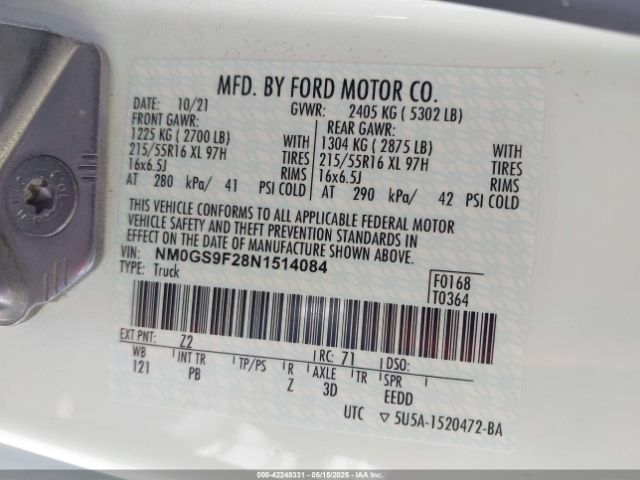 MFD. BY FORD MOTOR CO.
DATE: 10/21 GVWR: 2405 KG ( 5302 LB)
FRONT GAWR: REAR GAWR:
1225 KG ( 2700 LB) WITH 1304 KG ( 2875 LB) WITH
215/55R16 XL 97H TIRES 215/55R16 XL 97H TIRES
16x6.5J RIMS 16x6.5J RIMS
AT 280 kPa/ 41 PSI COLD AT 290 kPa/ 42 PSI COLD
THIS VEHICLE CONFORMS TO ALL APPLICABLE FEDERAL MOTOR
VEHICLE SAFETY AND THEFT PREVENTION STANDARDS IN
EFFECT ON THE DATE OF MANUFACTURE SHOWN ABOVE.
VIN: NM0GS9F28N1514084
TYPE: Truck
F0168
T0364
EXT PNT: Z2 RC: 71 DSO:
WB INT TR TP/PS R AXLE TR SPR
121 PB Z 3D EEDD
UTC ▽5U5A-1520472-BA
000-42248331 - 05/15/2025 - IAAI.COM